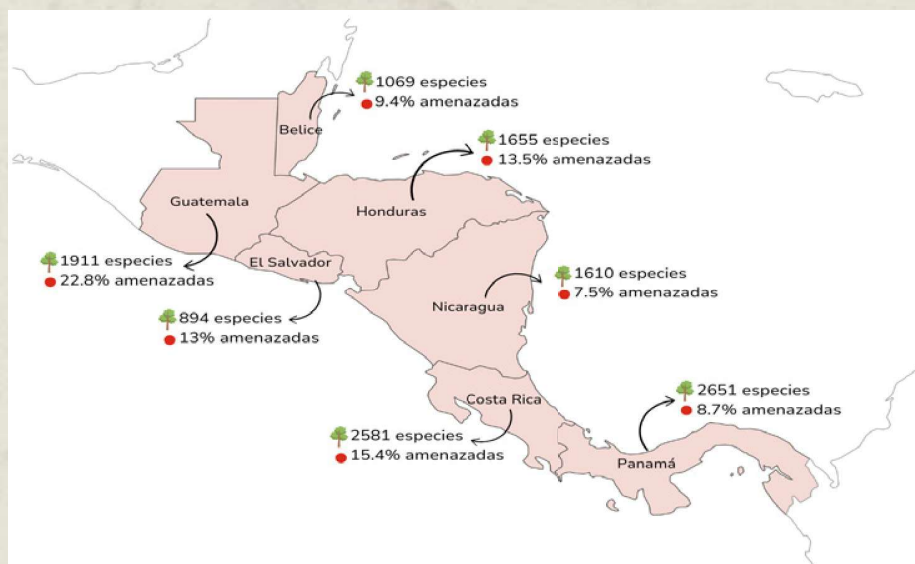 1069 especies
9.4% amenazadas
Belice
1655 especies
13.5% amenazadas
Guatemala
Honduras
1911 especies
22.8% amenazadas
El Salvador
1610 especies
7.5% amenazadas
Nicaragua
894 especies
13% amenazadas
2651 especies
8.7% amenazadas
Costa Rica
2581 especies
15.4% amenazadas
Panamá